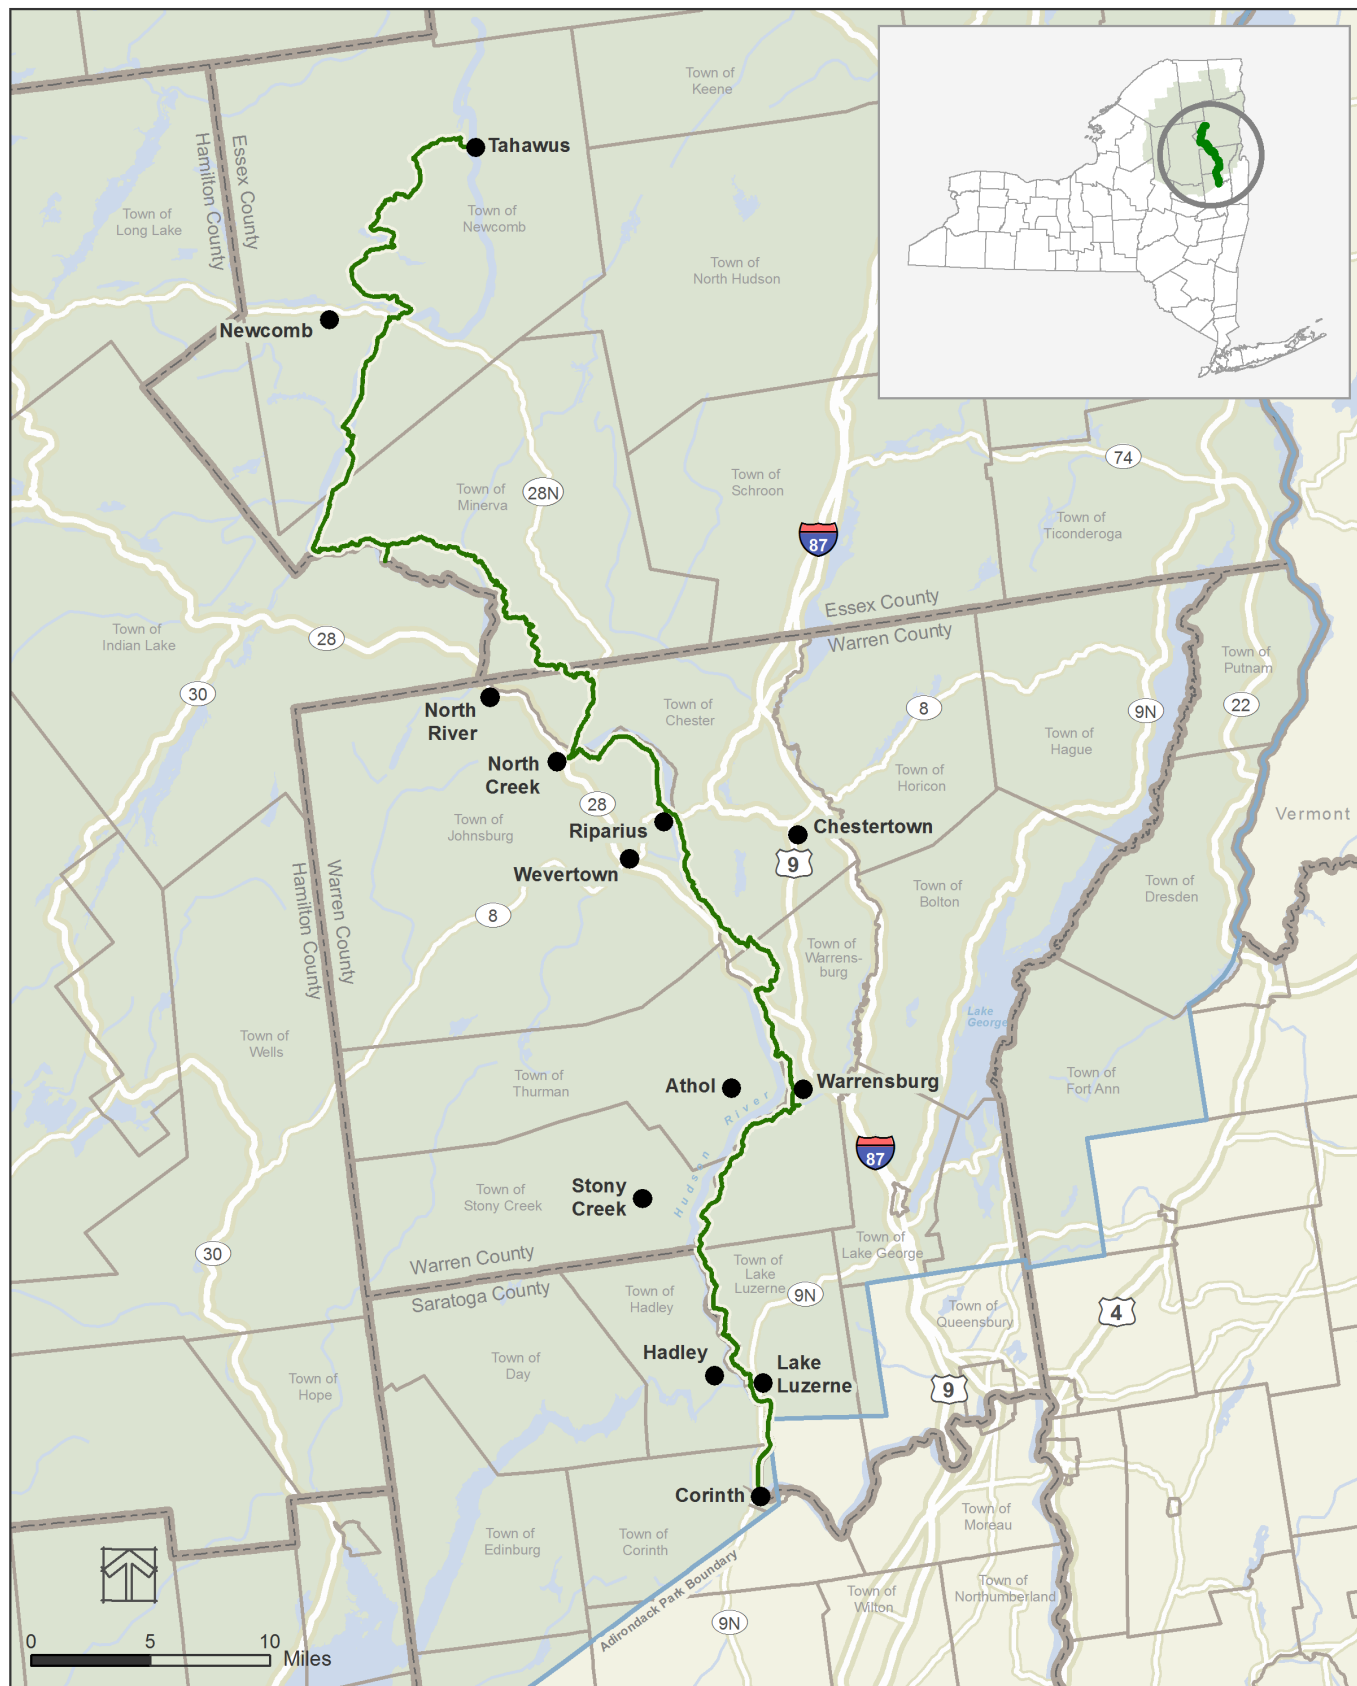 Town of
Keene
Tahawus
Essex County
Hamilton County
Town of
Long Lake
Town of
Newcomb
Town of
North Hudson
Newcomb
74
Town of
Schroon
Town of
Minerva
28N
Town of
Ticonderoga
87
Essex County
Warren County
Town of
Indian Lake
28
30
Town of
Putnam
22
North
River
Town of
Chester
8
9N
Town of
Hague
North
Creek
Town of
Horicon
28
Town of
Johnsburg
Riparius
Chestertown
Vermont
9
Wevertown
Warren County
Hamilton County
Town of
Bolton
Town of
Dresden
8
Town of
Warrens-
burg
Lake
George
Town of
Wells
Town of
Thurman
Athol
Warrensburg
Town of
Fort Ann
Hudson River
87
Stony
Creek
Town of
Stony Creek
30
Warren County
Saratoga County
Town of
Lake George
Town of
Lake
Luzerne
9N
Town of
Hadley
Town of
Queensbury
4
Hadley
Town of
Day
Lake
Luzerne
Town of
Hope
9
Corinth
Town of
Edinburg
Town of
Corinth
Town of
Moreau
Adirondack Park Boundary
Town of
Wilton
Town of
Northumberland
9N
0 5 10
Miles